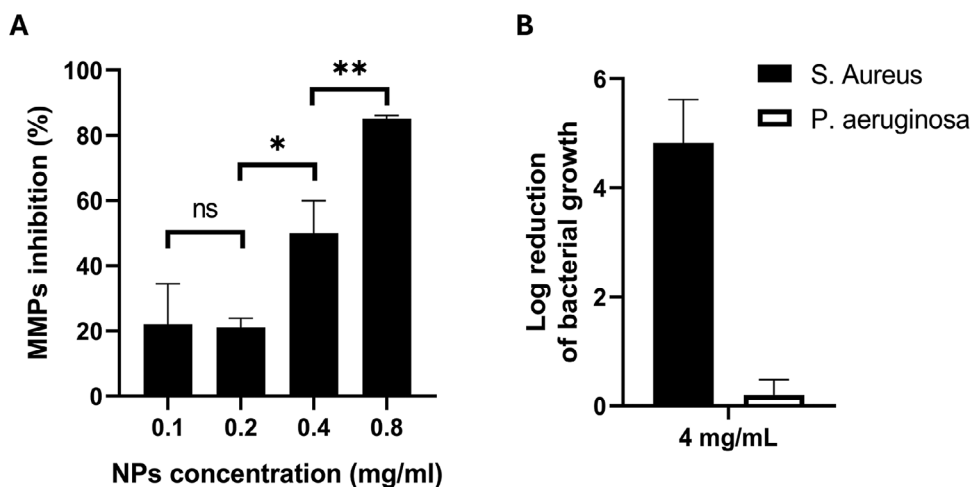 A
MMPs inhibition (%)
100
80
60
40
20
0
ns
*
**
0.1 0.2 0.4 0.8
NPs concentration (mg/ml)
B
Log reduction
of bacterial growth
6
4
2
0
S. Aureus
P. aeruginosa
4 mg/mL